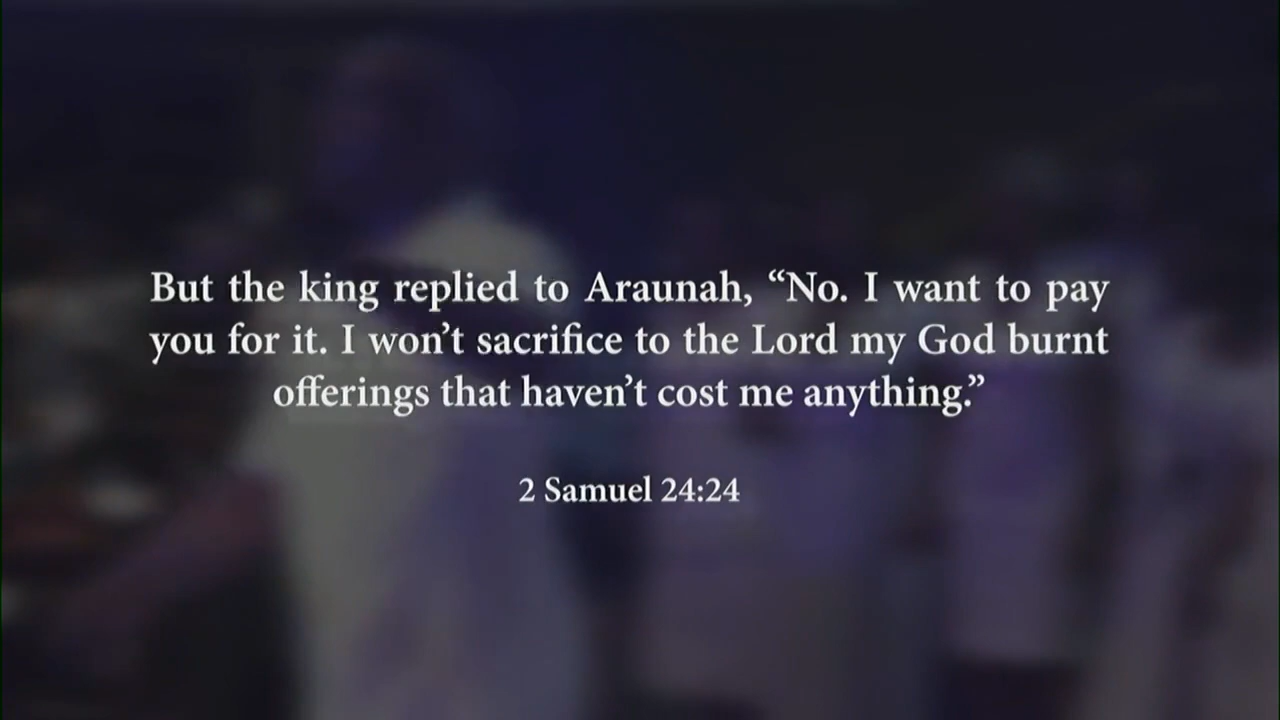 But the king replied to Araunah, “No. I want to pay
you for it. I won’t sacrifice to the Lord my God burnt
offerings that haven’t cost me anything.”
2 Samuel 24:24